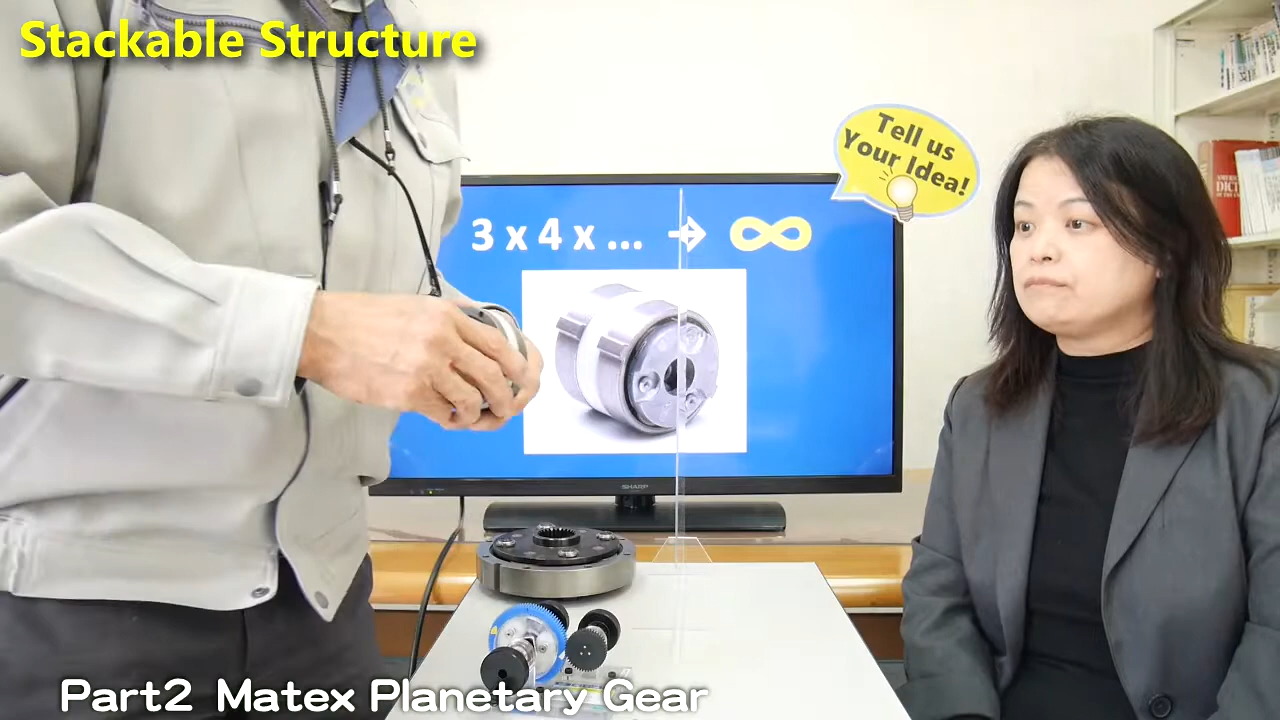 Stackable Structure
Tell us
Your Idea!
3 x 4 x ... → ∞
SHARP
Part2 Matex Planetary Gear